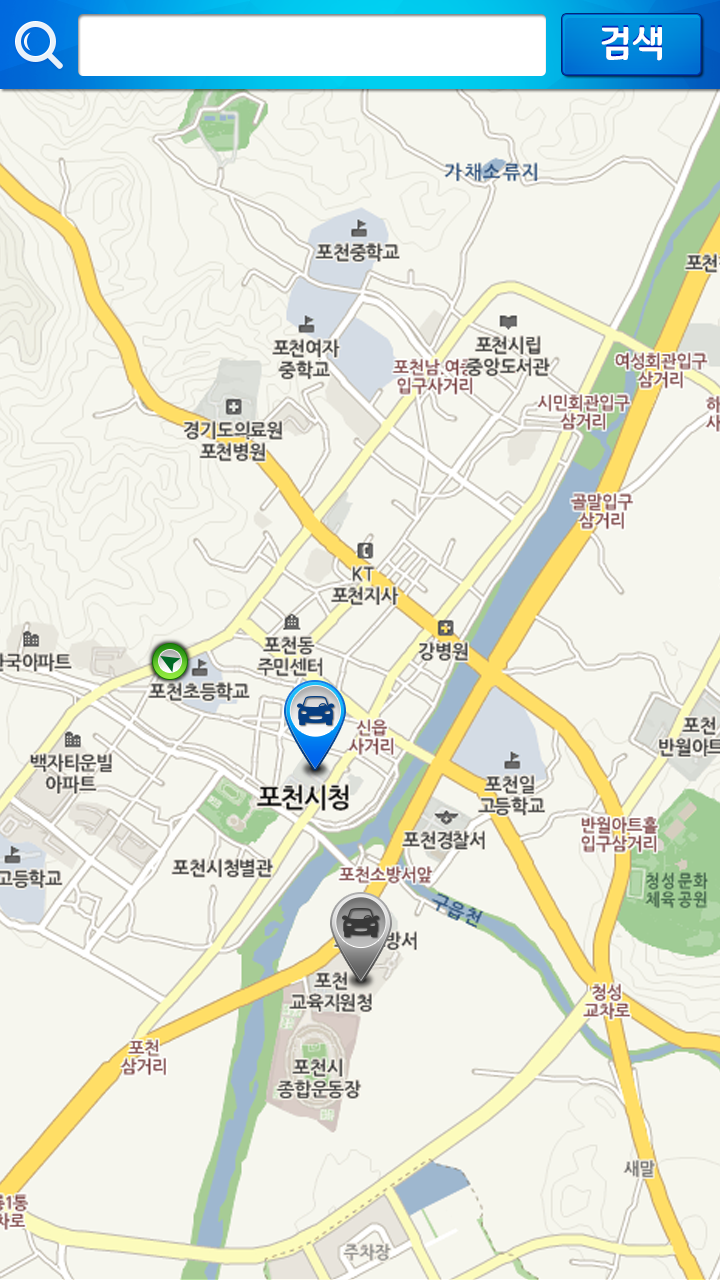 검색
가채소류지
포천중학교
포천
포천여자
중학교
포천시립
중앙도서관
포천남.여중
입구사거리
여성회관입구
삼거리
시민회관입구
삼거리
경기도의료원
포천병원
골말입구
삼거리
KT
포천지사
포천동
주민센터
강병원
한국아파트
포천초등학교
신읍
사거리
포천
반월아트
백자티운빌
아파트
포천시청
포천일
고등학교
반월아트홀
입구삼거리
포천경찰서
포천시청별관
포천소방서앞
고등학교
청성문화
체육공원
구읍천
방서
포천
교육지원청
청성
교차로
포천
삼거리
포천시
종합운동장
새말
1통
차로
주차장